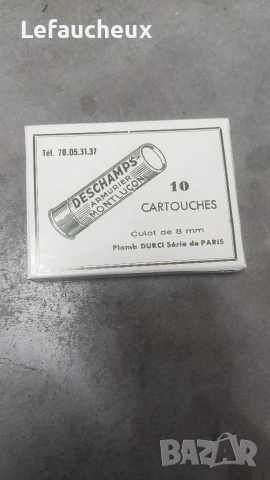 Lefaucheux
Tél. 70.05.31.37
DESCHAMPS
ARMURIER
MONTLUÇON
10
CARTOUCHES
Culot de 8 mm
Plomb DURCI Série de PARIS
BAZAR